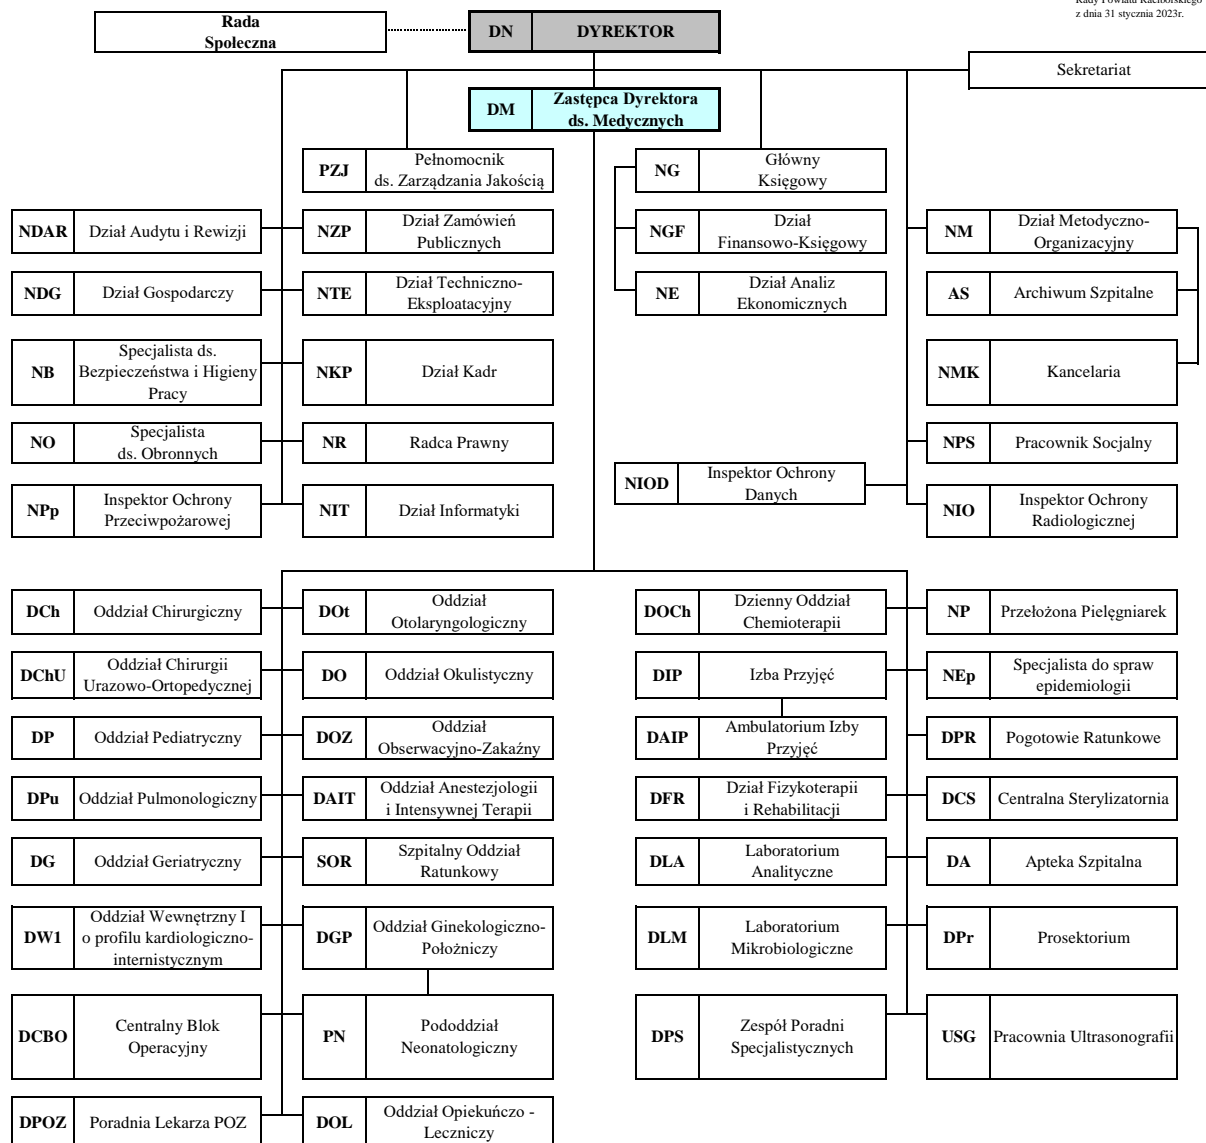 Rady Powiatu Raciborskiego
z dnia 31 stycznia 2023r.
Rada
Społeczna
DN
DYREKTOR
Sekretariat
DM
Zastępca Dyrektora
ds. Medycznych
PZJ
Pełnomocnik
ds. Zarządzania Jakością
NG
Główny
Księgowy
NDAR
Dział Audytu i Rewizji
NZP
Dział Zamówień
Publicznych
NGF
Dział
Finansowo-Księgowy
NM
Dział Metodyczno-
Organizacyjny
NDG
Dział Gospodarczy
NTE
Dział Techniczno-
Eksploatacyjny
NE
Dział Analiz
Ekonomicznych
AS
Archiwum Szpitalne
NB
Specjalista ds.
Bezpieczeństwa i Higieny
Pracy
NKP
Dział Kadr
NMK
Kancelaria
NO
Specjalista
ds. Obronnych
NR
Radca Prawny
NPS
Pracownik Socjalny
NIOD
Inspektor Ochrony
Danych
NPp
Inspektor Ochrony
Przeciwpożarowej
NIT
Dział Informatyki
NIO
Inspektor Ochrony
Radiologicznej
DCh
Oddział Chirurgiczny
DOt
Oddział
Otolaryngologiczny
DOCh
Dzienny Oddział
Chemioterapii
NP
Przełożona Pielęgniarek
DChU
Oddział Chirurgii
Urazowo-Ortopedycznej
DO
Oddział Okulistyczny
DIP
Izba Przyjęć
NEp
Specjalista do spraw
epidemiologii
DP
Oddział Pediatryczny
DOZ
Oddział
Obserwacyjno-Zakaźny
DAIP
Ambulatorium Izby
Przyjęć
DPR
Pogotowie Ratunkowe
DPu
Oddział Pulmonologiczny
DAIT
Oddział Anestezjologii
i Intensywnej Terapii
DFR
Dział Fizykoterapii
i Rehabilitacji
DCS
Centralna Sterylizatornia
DG
Oddział Geriatryczny
SOR
Szpitalny Oddział
Ratunkowy
DLA
Laboratorium
Analityczne
DA
Apteka Szpitalna
DW1
Oddział Wewnętrzny I
o profilu kardiologiczno-
internistycznym
DGP
Oddział Ginekologiczno-
Położniczy
DLM
Laboratorium
Mikrobiologiczne
DPr
Prosektorium
DCBO
Centralny Blok
Operacyjny
PN
Pododdział
Neonatologiczny
DPS
Zespół Poradni
Specjalistycznych
USG
Pracownia Ultrasonografii
DPOZ
Poradnia Lekarza POZ
DOL
Oddział Opiekuńczo -
Leczniczy